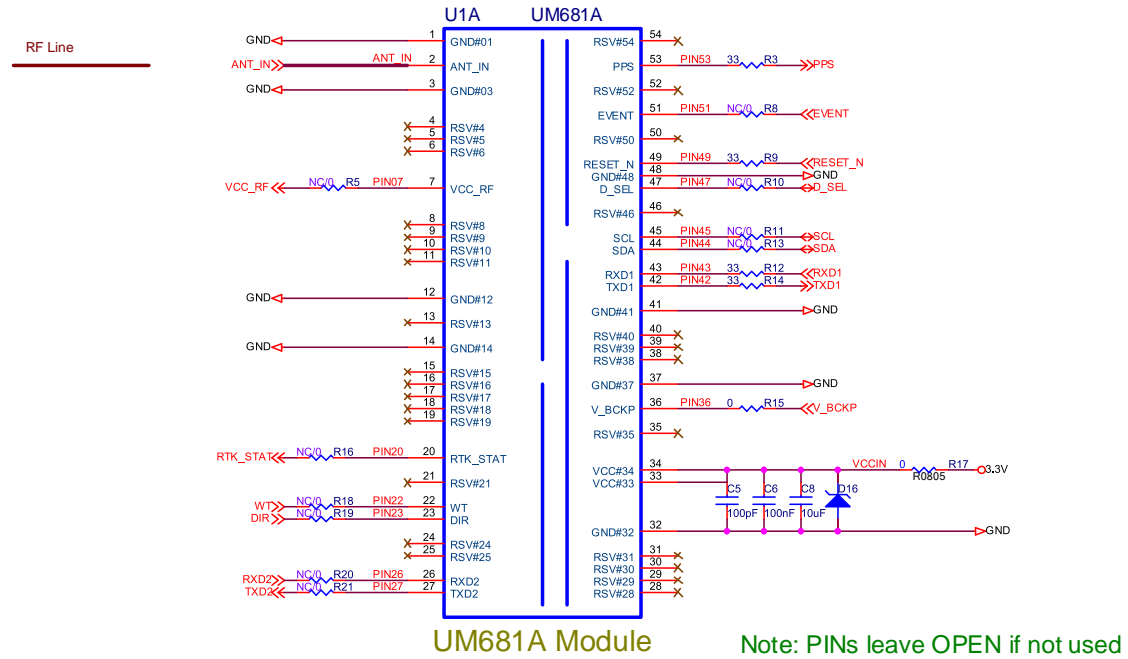 U1A UM681A
RF Line
GND 1 GND#01
ANT_IN ANT_IN 2 ANT_IN
GND 3 GND#03
4 RSV#4
5 RSV#5
6 RSV#6
VCC_RF NC/0 R5 PIN07 7 VCC_RF
8 RSV#8
9 RSV#9
10 RSV#10
11 RSV#11
GND 12 GND#12
13 RSV#13
GND 14 GND#14
15 RSV#15
16 RSV#16
17 RSV#17
18 RSV#18
19 RSV#19
RTK_STAT NC/0 R16 PIN20 20 RTK_STAT
21 RSV#21
WT NC/0 R18 PIN22 22 WT
DIR NC/0 R19 PIN23 23 DIR
24 RSV#24
25 RSV#25
RXD2 NC/0 R20 PIN26 26 RXD2
TXD2 NC/0 R21 PIN27 27 TXD2
RSV#54 54
PPS 53 PIN53 33 R3 PPS
RSV#52 52
EVENT 51 PIN51 NC/0 R8 EVENT
RSV#50 50
RESET_N 49 PIN49 33 R9 RESET_N
GND#48 48 GND
D_SEL 47 PIN47 NC/0 R10 D_SEL
RSV#46 46
SCL 45 PIN45 NC/0 R11 SCL
SDA 44 PIN44 NC/0 R13 SDA
RXD1 43 PIN43 33 R12 RXD1
TXD1 42 PIN42 33 R14 TXD1
GND#41 41 GND
RSV#40 40
RSV#39 39
RSV#38 38
GND#37 37 GND
V_BCKP 36 PIN36 0 R15 V_BCKP
RSV#35 35
VCC#34 34 VCCIN 0 R17 3.3V
R0805
VCC#33 33
C5 C6 C8 D16
100pF 100nF 10uF
GND#32 32 GND
RSV#31 31
RSV#30 30
RSV#29 29
RSV#28 28
UM681A Module
Note: PINs leave OPEN if not used